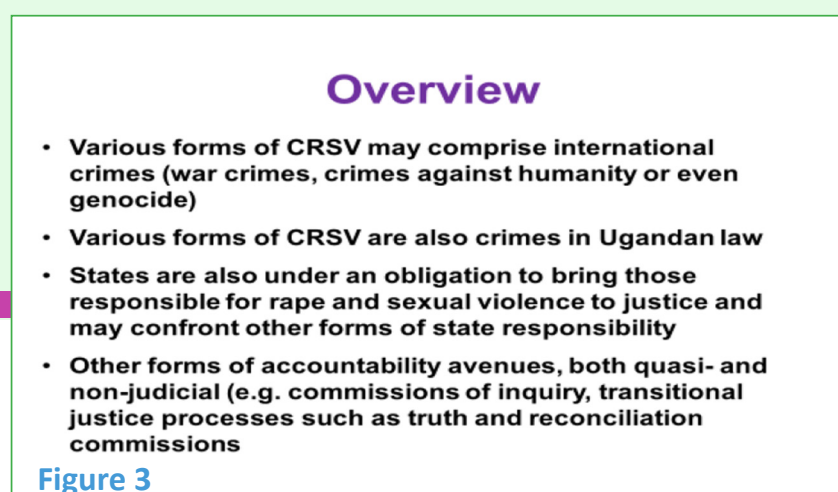 Overview
• Various forms of CRSV may comprise international
crimes (war crimes, crimes against humanity or even
genocide)
• Various forms of CRSV are also crimes in Ugandan law
• States are also under an obligation to bring those
responsible for rape and sexual violence to justice and
may confront other forms of state responsibility
• Other forms of accountability avenues, both quasi- and
non-judicial (e.g. commissions of inquiry, transitional
justice processes such as truth and reconciliation
commissions
Figure 3